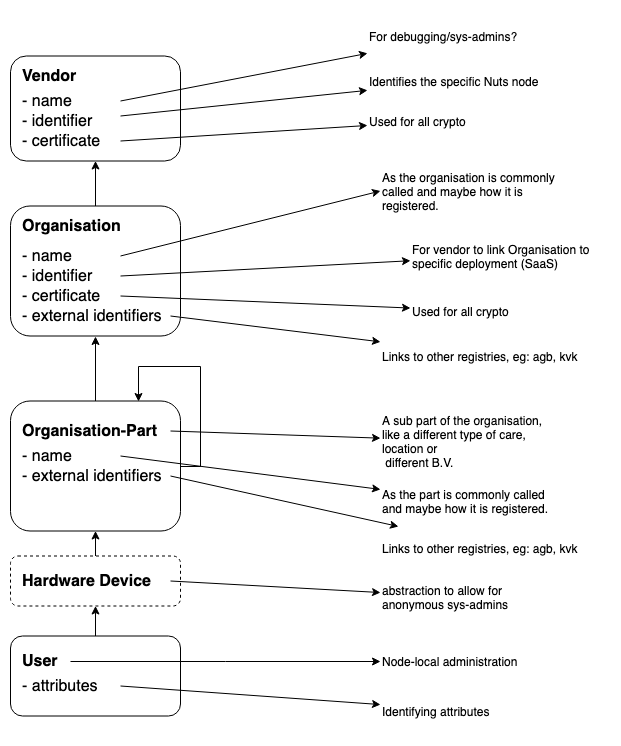 For debugging/sys-admins?
Vendor
- name
Identifies the specific Nuts node
- identifier
Used for all crypto
- certificate
As the organisation is commonly
called and maybe how it is
registered.
Organisation
- name
For vendor to link Organisation to
specific deployment (SaaS)
- identifier
- certificate
Used for all crypto
- external identifiers
Links to other registries, eg: agb, kvk
Organisation-Part
A sub part of the organisation,
like a different type of care,
location or
different B.V.
- name
- external identifiers
As the part is commonly called
and maybe how it is registered.
Links to other registries, eg: agb, kvk
Hardware Device
abstraction to allow for
anonymous sys-admins
User
Node-local administration
- attributes
Identifying attributes